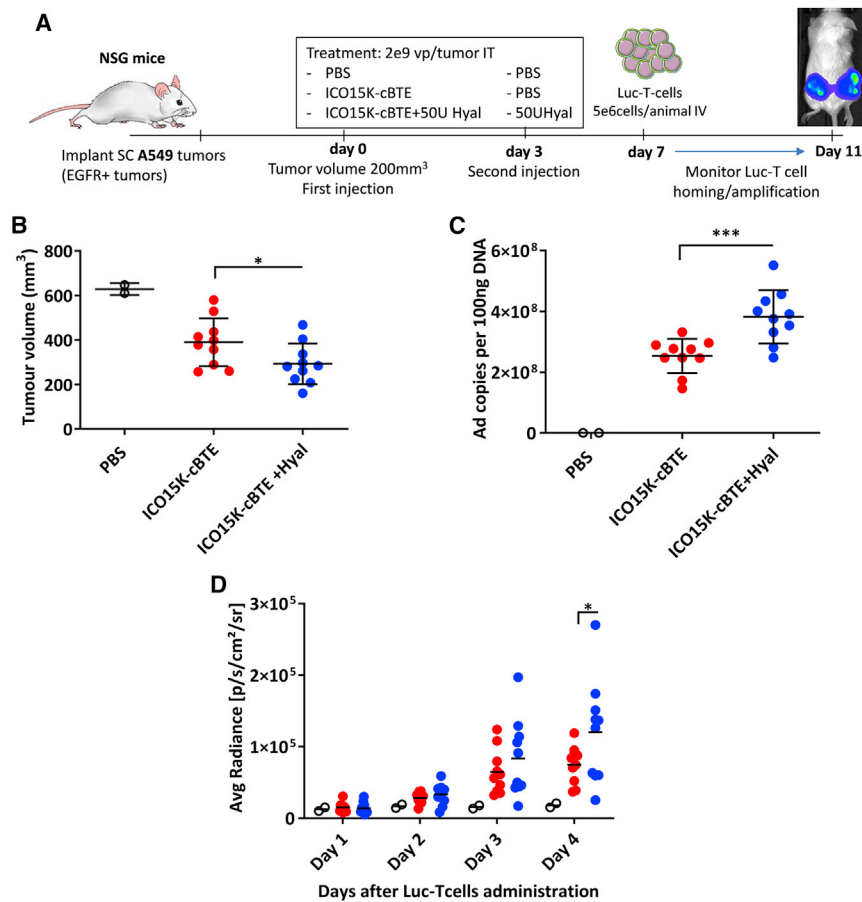 A
NSG mice
Implant SC A549 tumors
(EGFR+ tumors)
Treatment: 2e9 vp/tumor IT
- PBS - PBS
- ICO15K-cBTE - PBS
- ICO15K-cBTE+50U Hyal - 50UHyal
day 0
Tumor volume 200mm³
First injection
day 3
Second injection
Luc-T-cells
5e6cells/animal IV
day 7
Monitor Luc-T cell
homing/amplification
Day 11
B
Tumour volume (mm³)
800
600
400
200
0
*
PBS
ICO15K-cBTE
ICO15K-cBTE +Hyal
C
Ad copies per 100ng DNA
6×10⁸
4×10⁸
2×10⁸
0
***
PBS
ICO15K-cBTE
ICO15K-cBTE+Hyal
D
Avg Radiance [p/s/cm²/sr]
3×10⁵
2×10⁵
1×10⁵
0
*
Day 1
Day 2
Day 3
Day 4
Days after Luc-Tcells administration